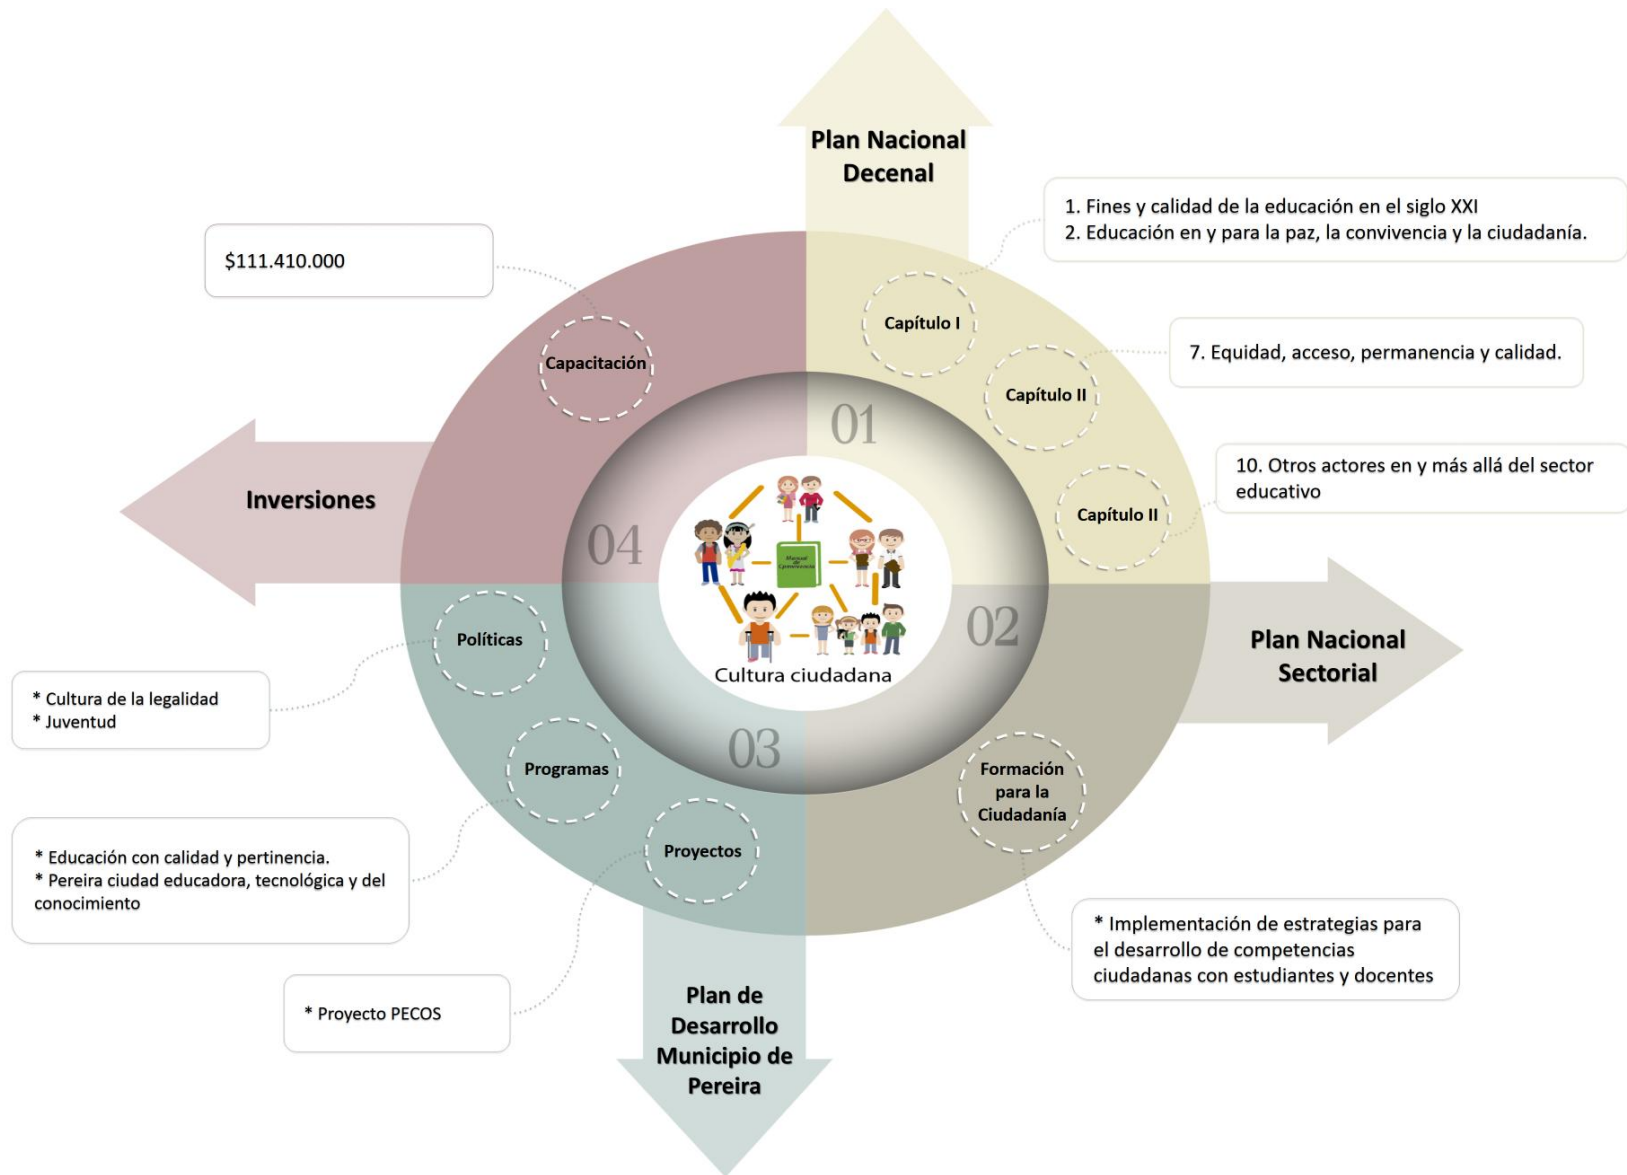 Plan Nacional
Decenal
1. Fines y calidad de la educación en el siglo XXI
2. Educación en y para la paz, la convivencia y la ciudadanía.
Capítulo I
7. Equidad, acceso, permanencia y calidad.
Capítulo II
10. Otros actores en y más allá del sector
educativo
Capítulo II
01
Plan Nacional
Sectorial
02
Formación
para la
Ciudadanía
* Implementación de estrategias para
el desarrollo de competencias
ciudadanas con estudiantes y docentes
Plan de
Desarrollo
Municipio de
Pereira
03
Políticas
* Cultura de la legalidad
* Juventud
Programas
* Educación con calidad y pertinencia.
* Pereira ciudad educadora, tecnológica y del
conocimiento
Proyectos
* Proyecto PECOS
Inversiones
04
Capacitación
$111.410.000
Manual
de
Convivencia
Cultura ciudadana